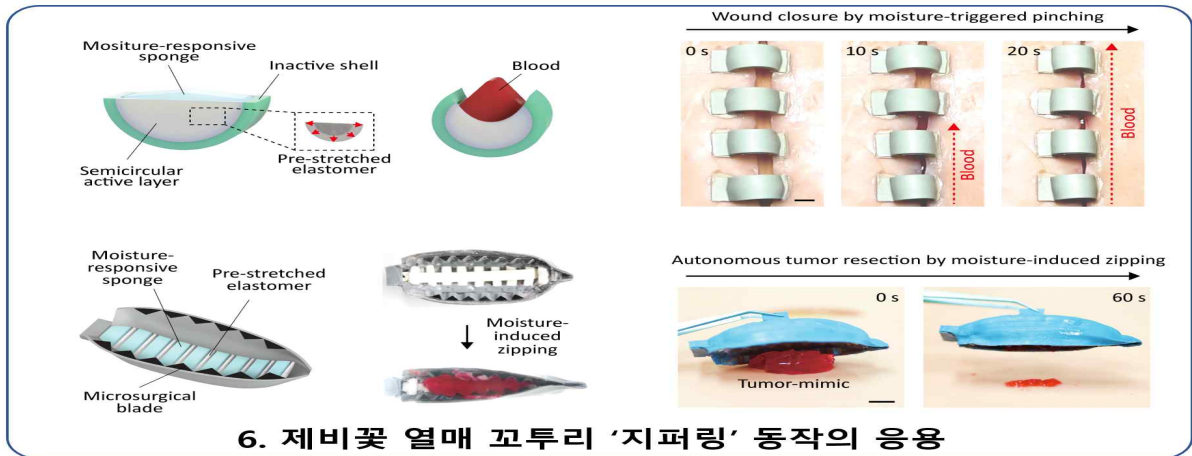 Wound closure by moisture-triggered pinching
Mositure-responsive
sponge
Inactive shell
Blood
Semicircular
active layer
Pre-stretched
elastomer
0 s
10 s
20 s
Blood
Blood
Moisture-
responsive
sponge
Pre-stretched
elastomer
Microsurgical
blade
Moisture-
induced
zipping
Autonomous tumor resection by moisture-induced zipping
0 s
60 s
Tumor-mimic
6. 제비꽃 열매 꼬투리 ‘지퍼링’ 동작의 응용